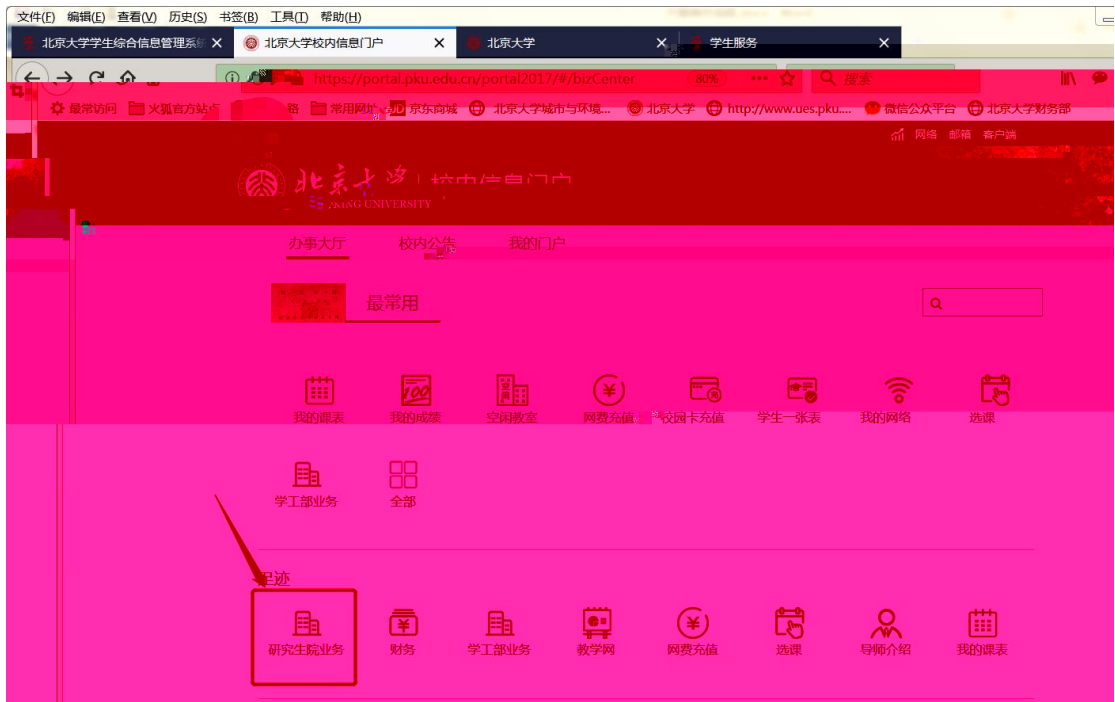 文件(F) 编辑(E) 查看(V) 历史(S) 书签(B) 工具(T) 帮助(H)
北京大学学生综合信息管理系统 北京大学校内信息门户 北京大学 学生服务
https://portal.pku.edu.cn/portal2017/#/bizCenter 80% 搜索
最常访问 火狐官方站点 常用网址 京东商城 北京大学城市与环境... 北京大学 http://www.ues.pku.... 微信公众平台 北京大学财务部
网络 邮箱 客户端
北京大学 校内信息门户
PEKING UNIVERSITY
办事大厅 校内公告 我的门户
最常用
我的课表 我的成绩 空闲教室 网费充值 校园卡充值 学生一张表 我的网络 选课
学工部业务 全部
足迹
研究生院业务 财务 学工部业务 教学网 网费充值 选课 导师介绍 我的课表